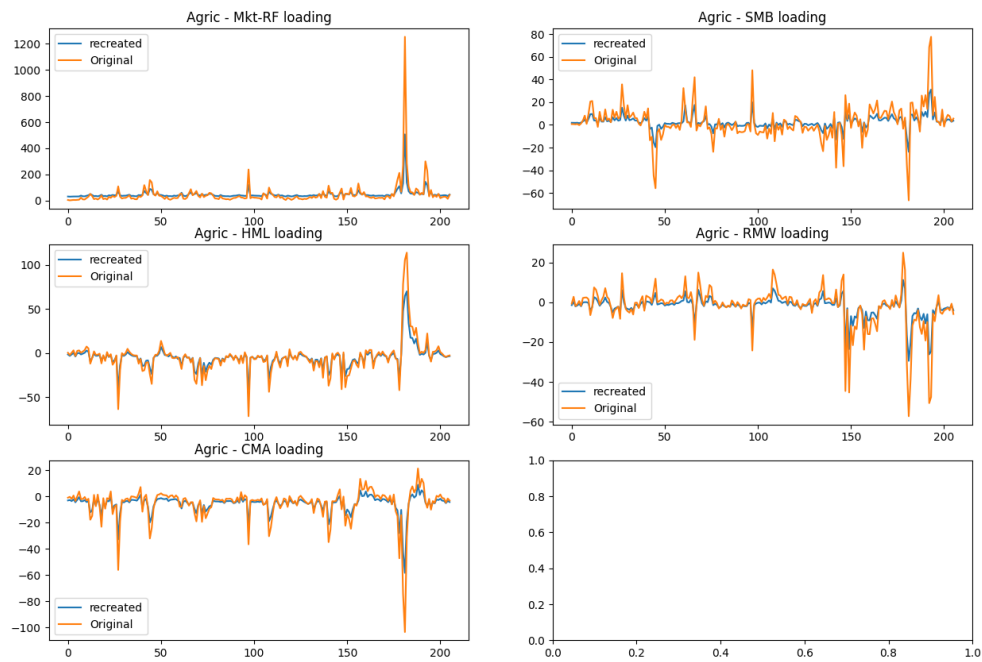 Agric - Mkt-RF loading
1200
1000
800
600
400
200
0
recreated
Original
0 50 100 150 200
Agric - SMB loading
80
60
40
20
0
−20
−40
−60
recreated
Original
0 50 100 150 200
Agric - HML loading
100
50
0
−50
recreated
Original
0 50 100 150 200
Agric - RMW loading
20
0
−20
−40
−60
recreated
Original
0 50 100 150 200
Agric - CMA loading
20
0
−20
−40
−60
−80
−100
recreated
Original
0 50 100 150 200
1.0
0.8
0.6
0.4
0.2
0.0
0.0 0.2 0.4 0.6 0.8 1.0